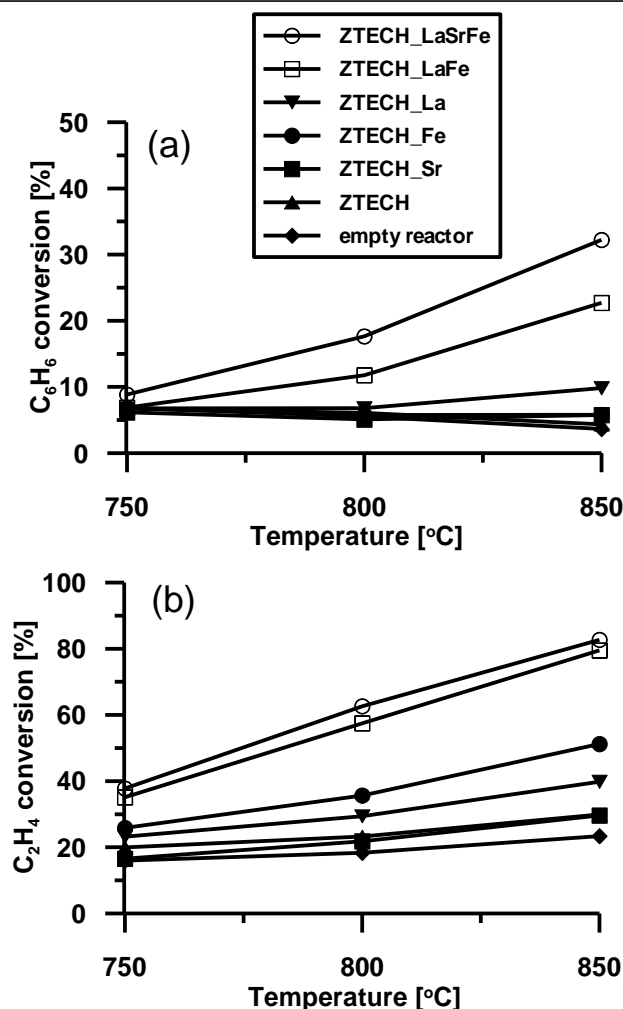 ZTECH_LaSrFe
ZTECH_LaFe
ZTECH_La
ZTECH_Fe
ZTECH_Sr
ZTECH
empty reactor
(a)
C6H6 conversion [%]
50
40
30
20
10
0
750
800
850
Temperature [°C]
(b)
C2H4 conversion [%]
100
80
60
40
20
0
750
800
850
Temperature [°C]